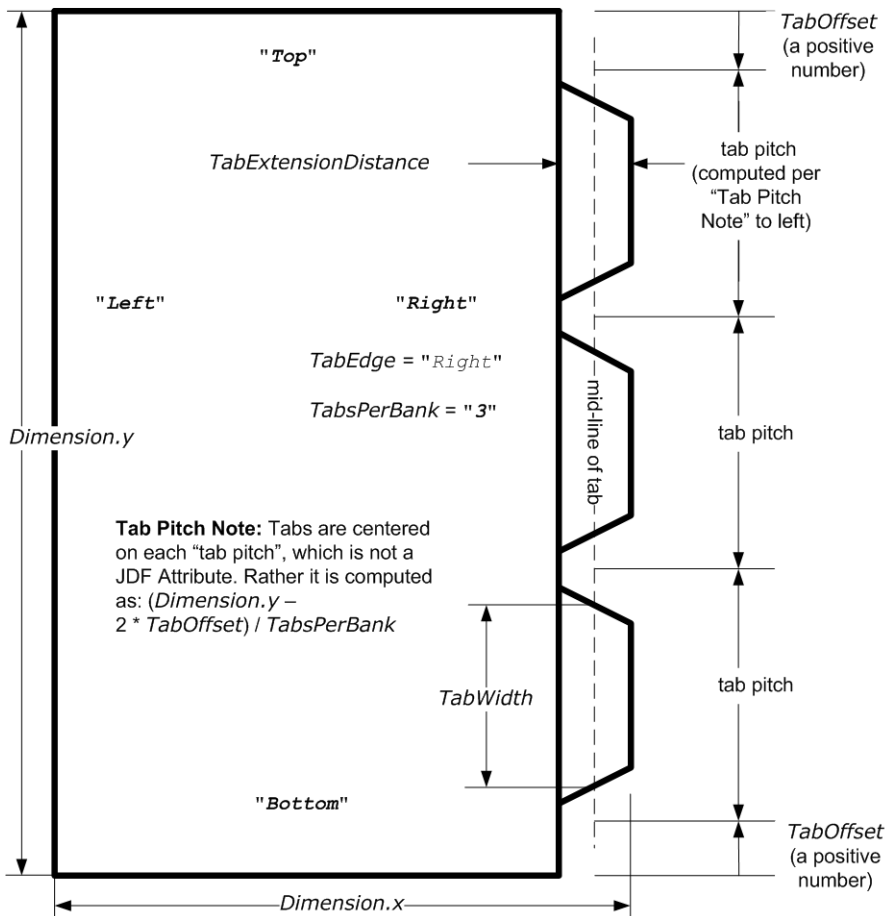 TabOffset
(a positive
number)
"Top"
TabExtensionDistance
tab pitch
(computed per
“Tab Pitch
Note” to left)
"Left"
"Right"
TabEdge = "Right"
TabsPerBank = "3"
mid-line of tab
Dimension.y
tab pitch
Tab Pitch Note: Tabs are centered
on each “tab pitch”, which is not a
JDF Attribute. Rather it is computed
as: (Dimension.y –
2 * TabOffset) / TabsPerBank
TabWidth
tab pitch
"Bottom"
TabOffset
(a positive
number)
Dimension.x